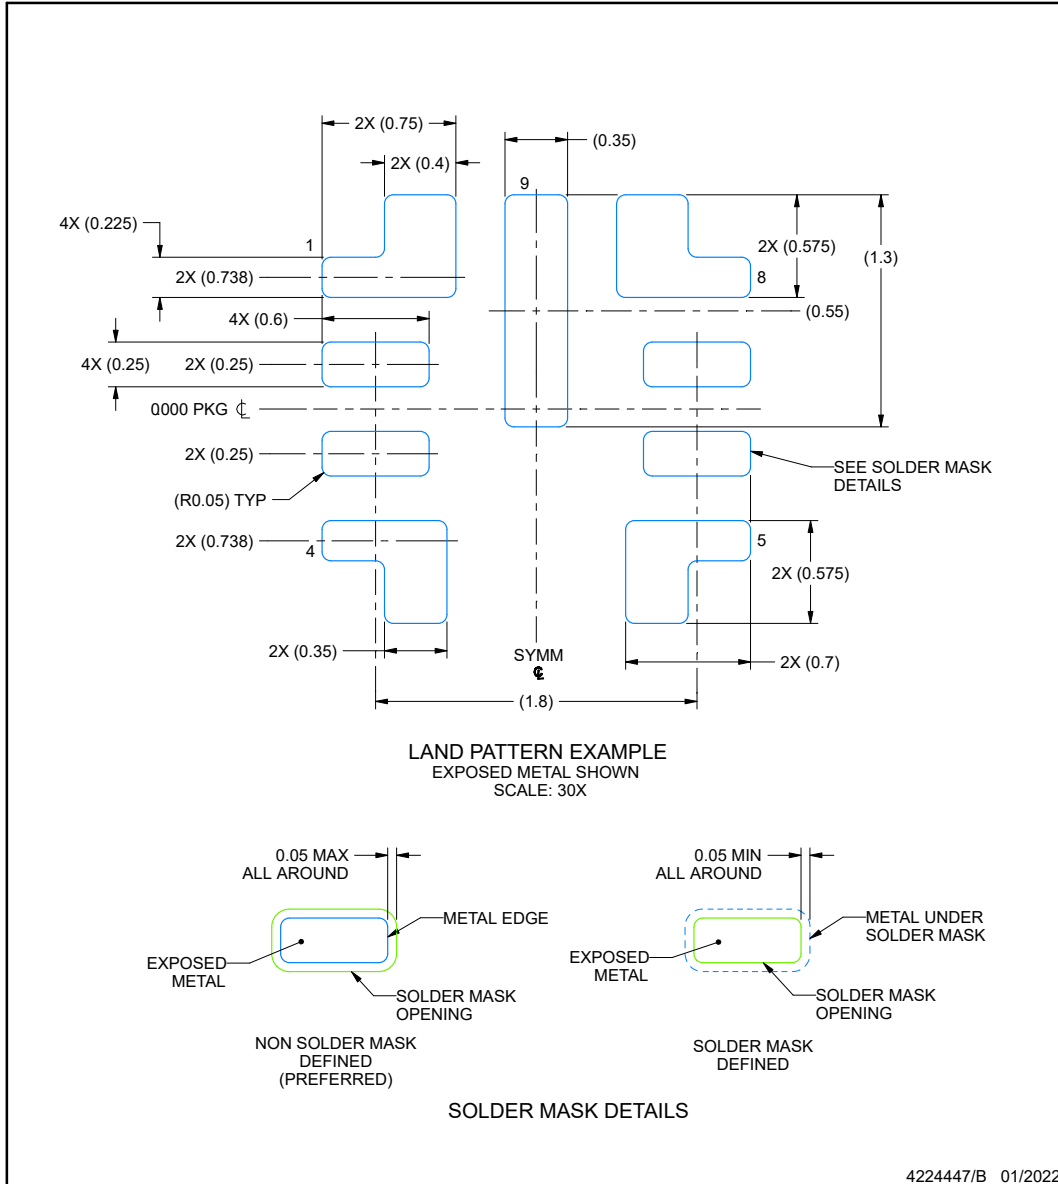 2X (0.75)
(0.35)
2X (0.4)
9
4X (0.225)
1
2X (0.575)
(1.3)
2X (0.738)
8
4X (0.6)
(0.55)
4X (0.25)
2X (0.25)
0.000 PKG ℄
2X (0.25)
SEE SOLDER MASK
DETAILS
(R0.05) TYP
2X (0.738)
4
5
2X (0.575)
2X (0.35)
SYMM
℄
2X (0.7)
(1.8)
LAND PATTERN EXAMPLE
EXPOSED METAL SHOWN
SCALE: 30X
0.05 MAX
ALL AROUND
METAL EDGE
EXPOSED
METAL
SOLDER MASK
OPENING
NON SOLDER MASK
DEFINED
(PREFERRED)
0.05 MIN
ALL AROUND
METAL UNDER
SOLDER MASK
EXPOSED
METAL
SOLDER MASK
OPENING
SOLDER MASK
DEFINED
SOLDER MASK DETAILS
4224447/B 01/2022